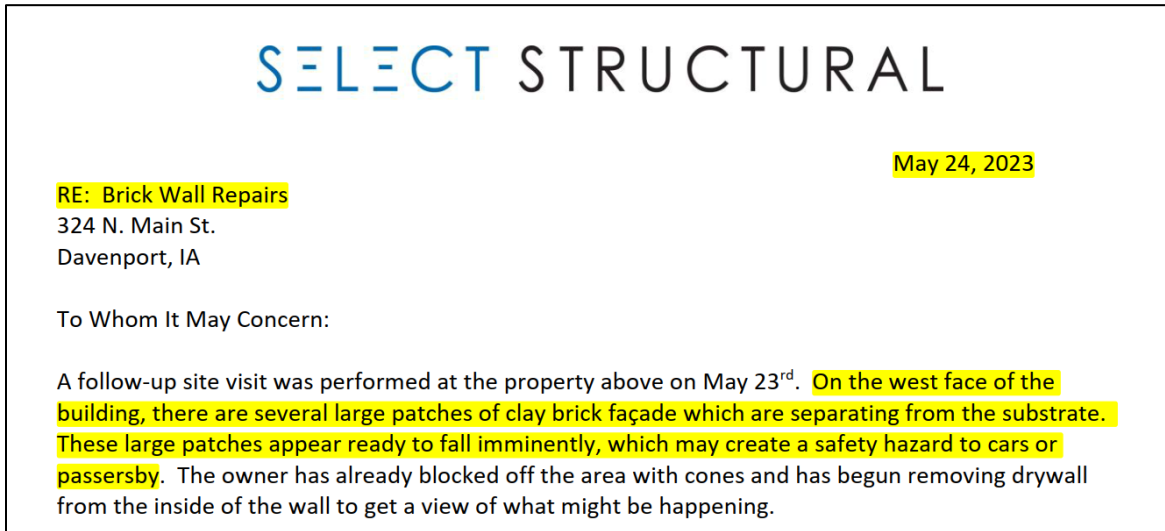 SELECT STRUCTURAL
May 24, 2023
RE:  Brick Wall Repairs
324 N. Main St.
Davenport, IA
To Whom It May Concern:
A follow-up site visit was performed at the property above on May 23rd.  On the west face of the
building, there are several large patches of clay brick façade which are separating from the substrate.
These large patches appear ready to fall imminently, which may create a safety hazard to cars or
passersby.  The owner has already blocked off the area with cones and has begun removing drywall
from the inside of the wall to get a view of what might be happening.